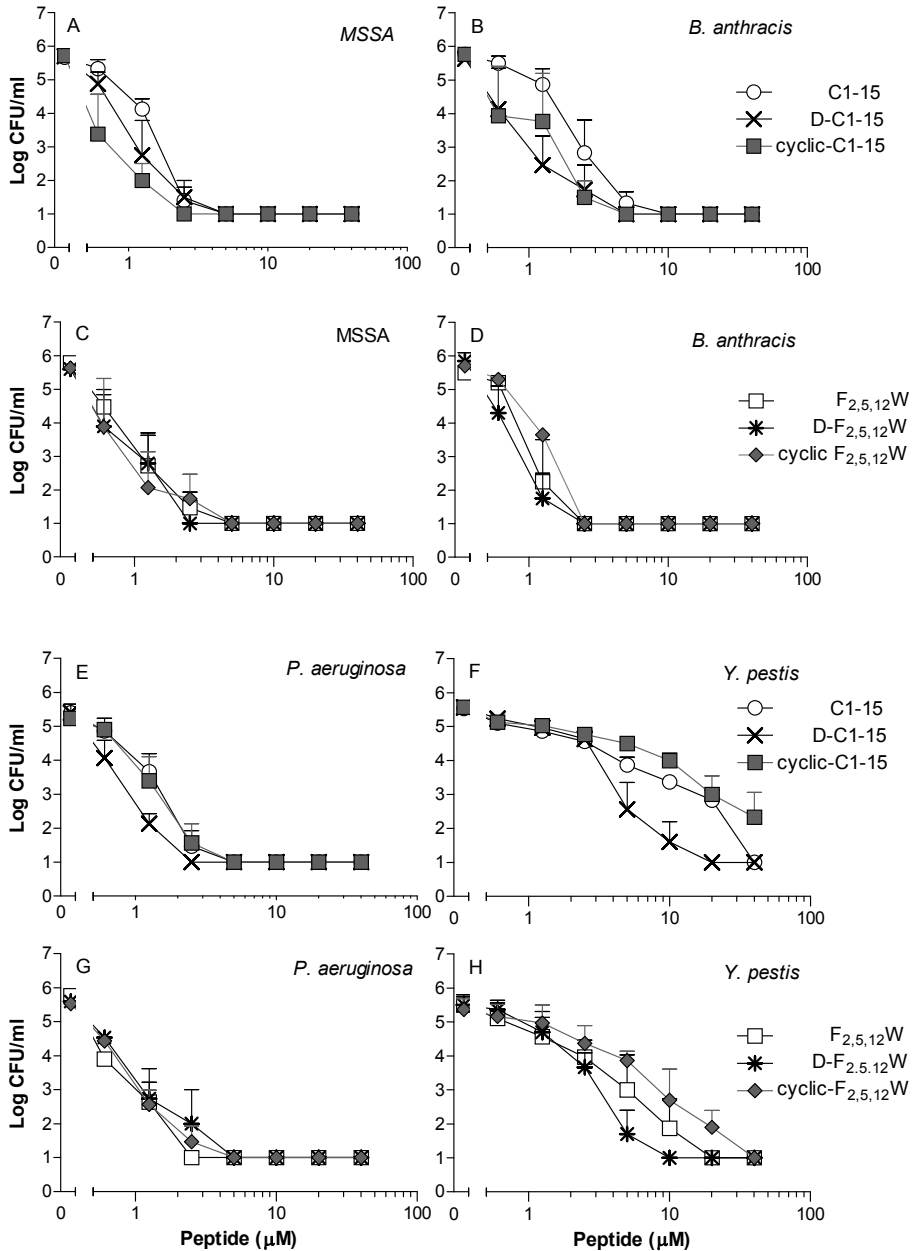 A
MSSA
7
6
5
4
3
2
1
0
Log CFU/ml
0 1 10 100
B
B. anthracis
7
6
5
4
3
2
1
0
0 1 10 100
C1-15
D-C1-15
cyclic-C1-15
C
MSSA
7
6
5
4
3
2
1
0
Log CFU/ml
0 1 10 100
D
B. anthracis
7
6
5
4
3
2
1
0
0 1 10 100
F2,5,12W
D-F2,5,12W
cyclic F2,5,12W
E
P. aeruginosa
7
6
5
4
3
2
1
0
Log CFU/ml
0 1 10 100
F
Y. pestis
7
6
5
4
3
2
1
0
0 1 10 100
C1-15
D-C1-15
cyclic-C1-15
G
P. aeruginosa
7
6
5
4
3
2
1
0
Log CFU/ml
0 1 10 100
Peptide (μM)
H
Y. pestis
7
6
5
4
3
2
1
0
0 1 10 100
Peptide (μM)
F2,5,12W
D-F2.5.12W
cyclic-F2,5,12W